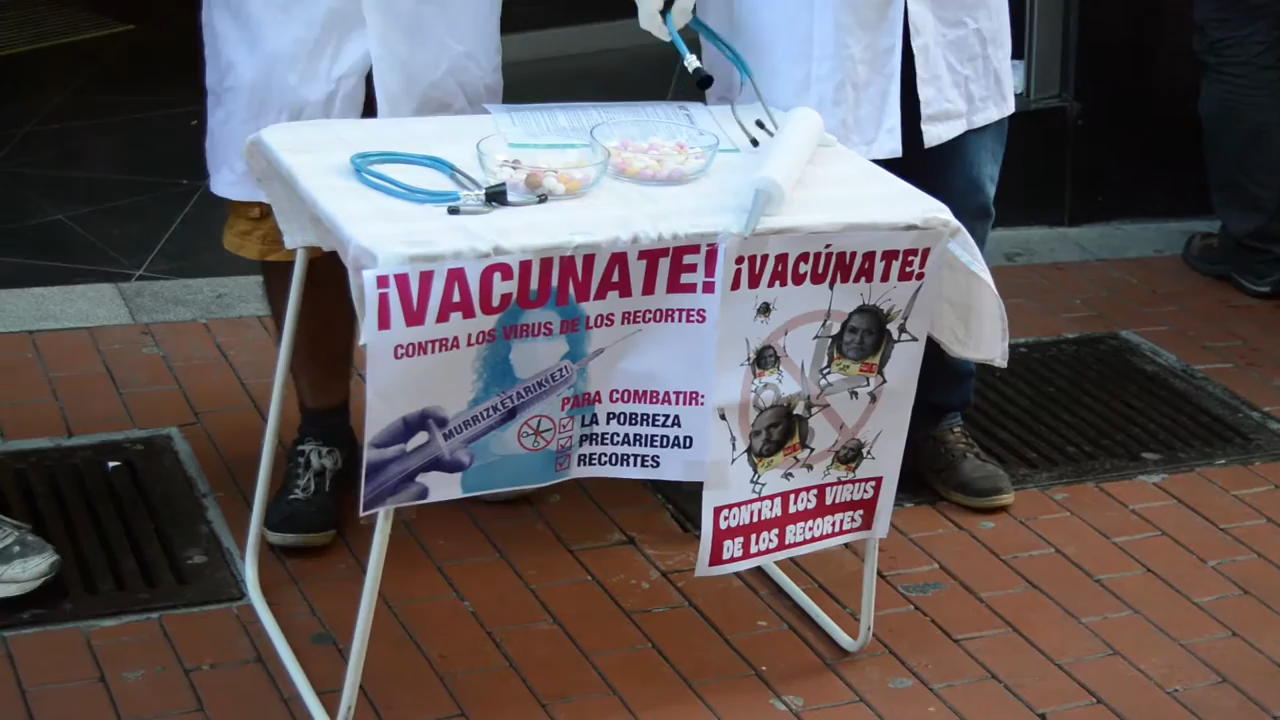 ¡VACUNATE!
CONTRA LOS VIRUS DE LOS RECORTES
MURRIZKETARIK EZ!
PARA COMBATIR:
LA POBREZA
PRECARIEDAD
RECORTES
¡VACÚNATE!
CONTRA LOS VIRUS
DE LOS RECORTES